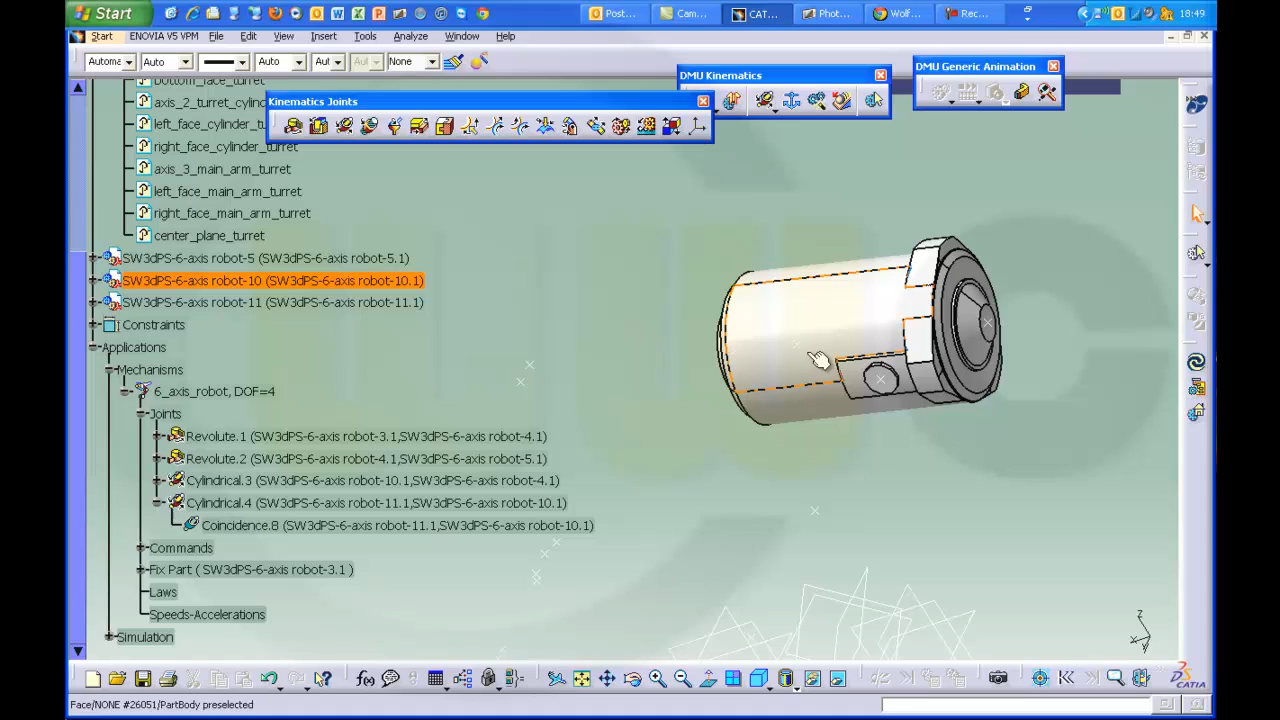 Start Post... Cam... CAT... Phot... Wolf... Rec... 18:49
Start ENOVIA V5 VPM File Edit View Insert Tools Analyze Window Help
Automa Auto Auto Aut Aut None
DMU Kinematics
DMU Generic Animation
Kinematics Joints
bottom_face_turret
axis_2_turret_cylind
left_face_cylinder_tu
right_face_cylinder_
axis_3_main_arm_turret
left_face_main_arm_turret
right_face_main_arm_turret
center_plane_turret
SW3dPS-6-axis robot-5 (SW3dPS-6-axis robot-5.1)
SW3dPS-6-axis robot-10 (SW3dPS-6-axis robot-10.1)
SW3dPS-6-axis robot-11 (SW3dPS-6-axis robot-11.1)
Constraints
Applications
Mechanisms
6_axis_robot, DOF=4
Joints
Revolute.1 (SW3dPS-6-axis robot-3.1,SW3dPS-6-axis robot-4.1)
Revolute.2 (SW3dPS-6-axis robot-4.1,SW3dPS-6-axis robot-5.1)
Cylindrical.3 (SW3dPS-6-axis robot-10.1,SW3dPS-6-axis robot-4.1)
Cylindrical.4 (SW3dPS-6-axis robot-11.1,SW3dPS-6-axis robot-10.1)
Coincidence.8 (SW3dPS-6-axis robot-11.1,SW3dPS-6-axis robot-10.1)
Commands
Fix Part ( SW3dPS-6-axis robot-3.1 )
Laws
Speeds-Accelerations
Simulation
z
x
y
f(x)
CATIA
Face/NONE #26051/PartBody preselected